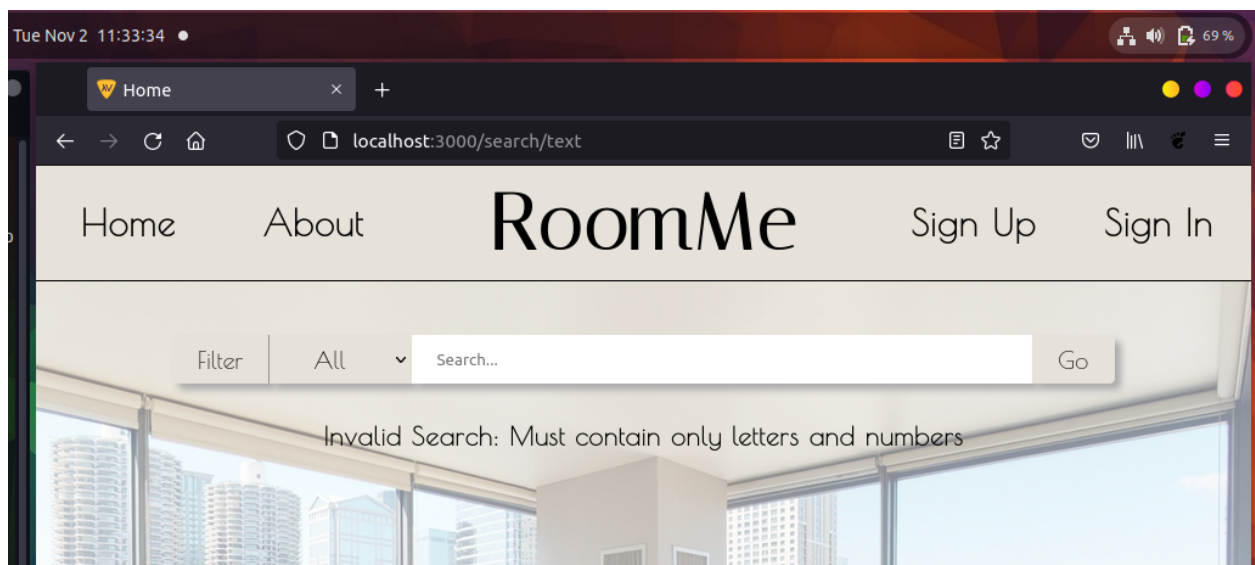 Tue Nov 2 11:33:34
69 %
Home
localhost:3000/search/text
Home About RoomMe Sign Up Sign In
Filter All Search... Go
Invalid Search: Must contain only letters and numbers